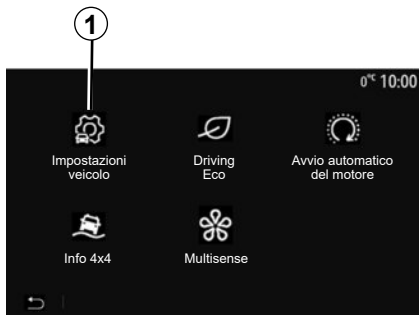 1
0°C 10:00
Impostazioni
veicolo
Driving
Eco
Avvio automatico
del motore
Info 4x4
Multisense